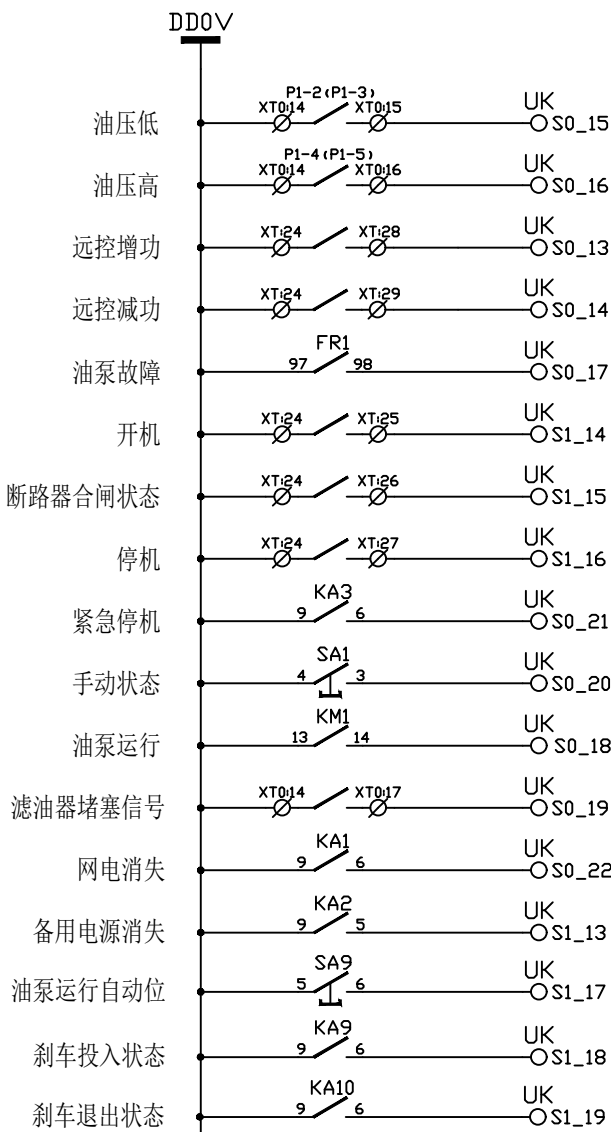 DD0V
P1-2(P1-3)
油压低 XT0:14 XT0:15 UK S0_15
P1-4(P1-5)
油压高 XT0:14 XT0:16 UK S0_16
远控增功 XT:24 XT:28 UK S0_13
远控减功 XT:24 XT:29 UK S0_14
油泵故障 97 FR1 98 UK S0_17
开机 XT:24 XT:25 UK S1_14
断路器合闸状态 XT:24 XT:26 UK S1_15
停机 XT:24 XT:27 UK S1_16
紧急停机 9 KA3 6 UK S0_21
手动状态 4 SA1 3 UK S0_20
油泵运行 13 KM1 14 UK S0_18
滤油器堵塞信号 XT0:14 XT0:17 UK S0_19
网电消失 9 KA1 6 UK S0_22
备用电源消失 9 KA2 5 UK S1_13
油泵运行自动位 5 SA9 6 UK S1_17
刹车投入状态 9 KA9 6 UK S1_18
刹车退出状态 9 KA10 6 UK S1_19